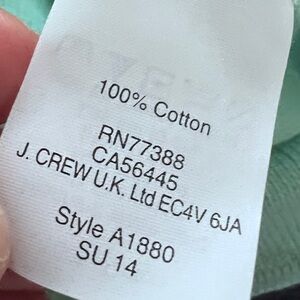 100% Cotton
RN77388
CA56445
J. CREW U.K. Ltd EC4V 6JA
Style A1880
SU 14